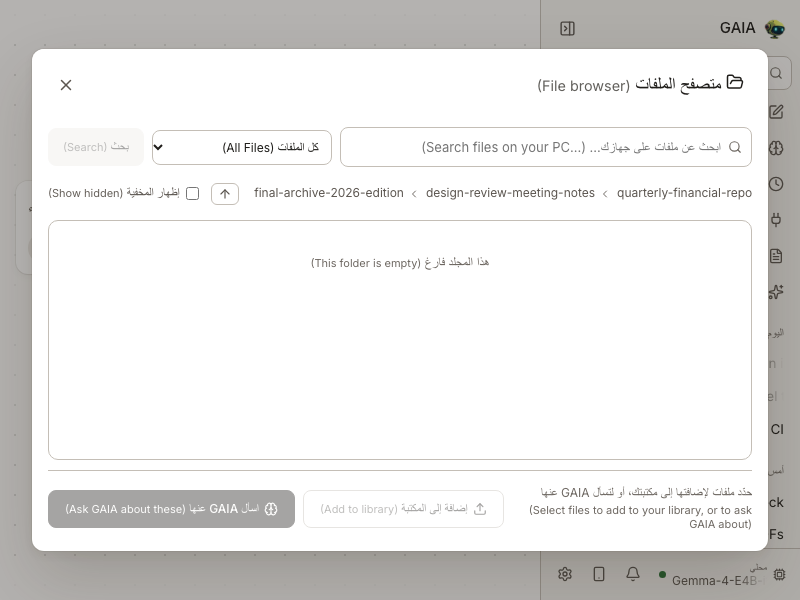 GAIA
متصفح الملفات (File browser)
ابحث عن ملفات على جهازك... (Search files on your PC...)
كل الملفات (All Files)
بحث (Search)
quarterly-financial-repo
design-review-meeting-notes
final-archive-2026-edition
إظهار المخفية (Show hidden)
هذا المجلد فارغ (This folder is empty)
حدّد ملفات لإضافتها إلى مكتبتك، أو لتسأل GAIA عنها
(Select files to add to your library, or to ask
GAIA about)
إضافة إلى المكتبة (Add to library)
اسأل GAIA عنها (Ask GAIA about these)
اليوم
أمس
محلي
Gemma-4-E4B-